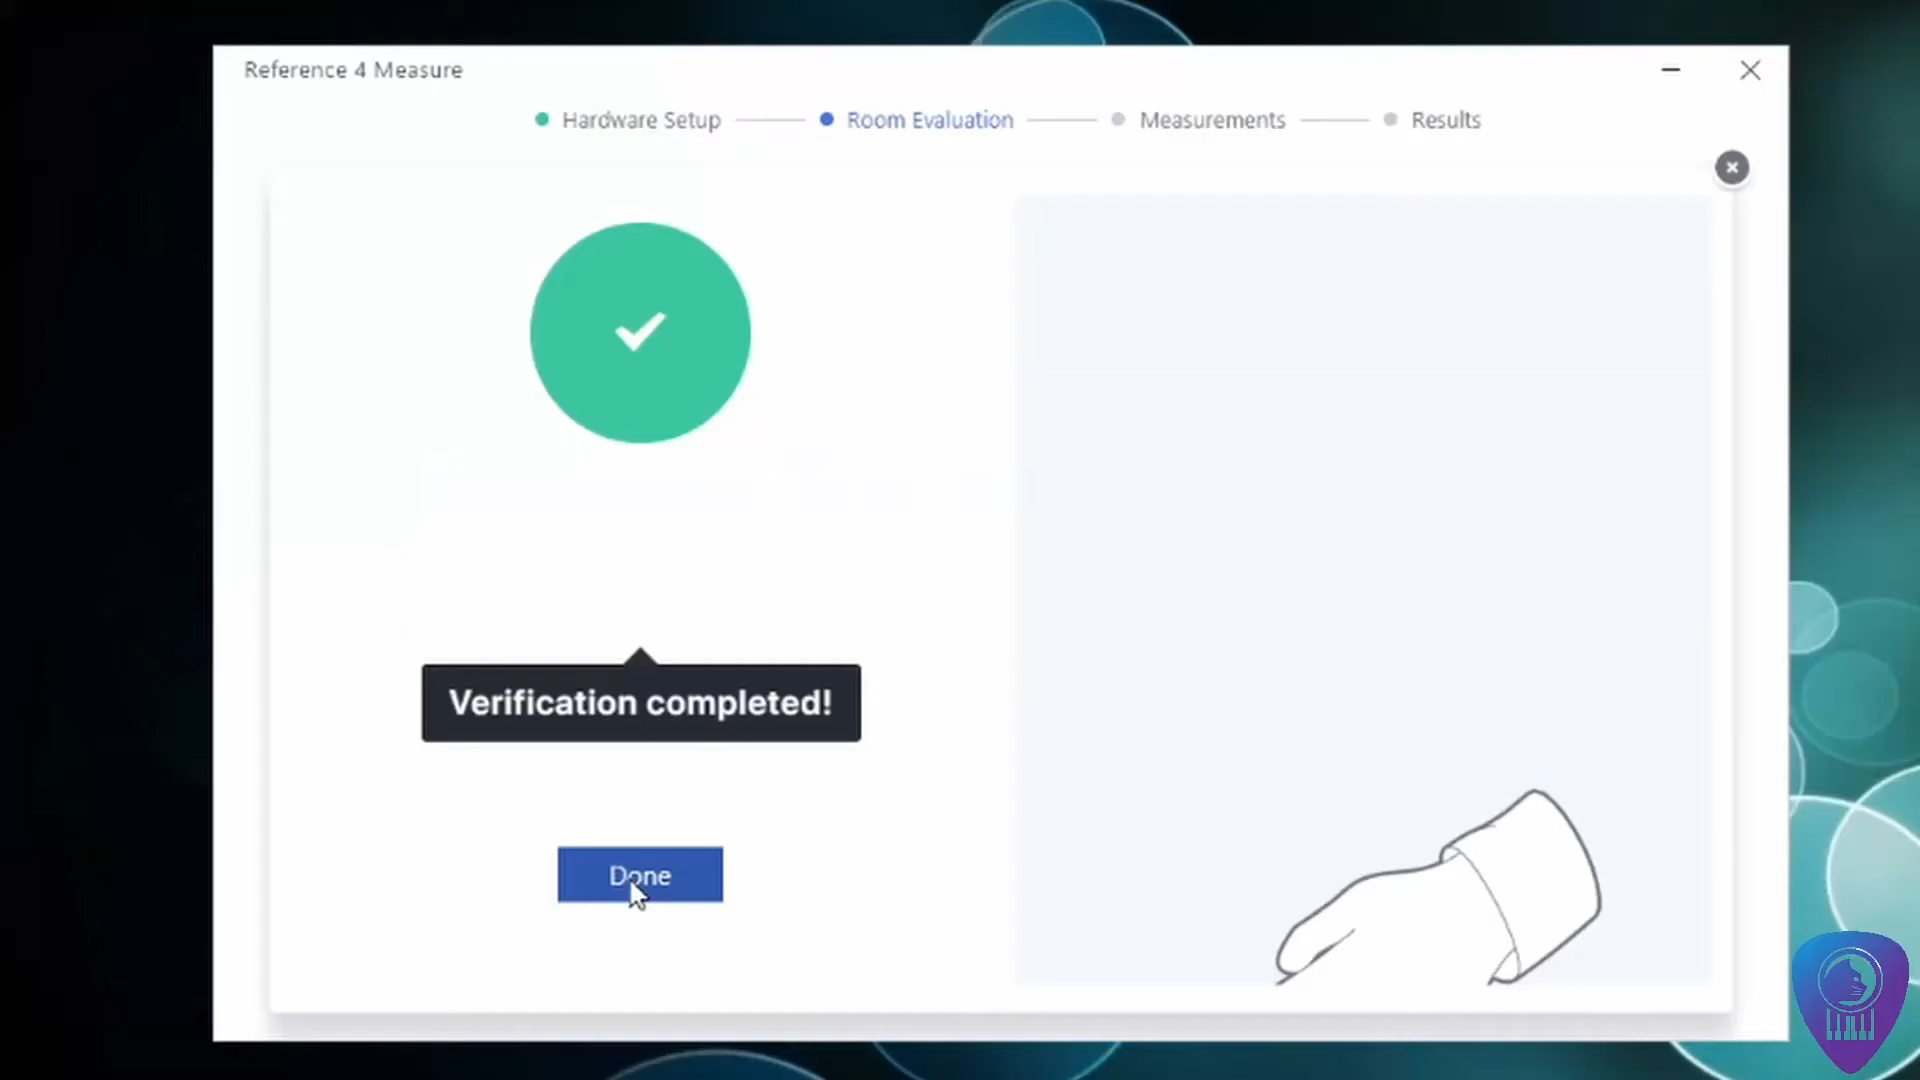 Reference 4 Measure
Hardware Setup
Room Evaluation
Measurements
Results
Verification completed!
Done